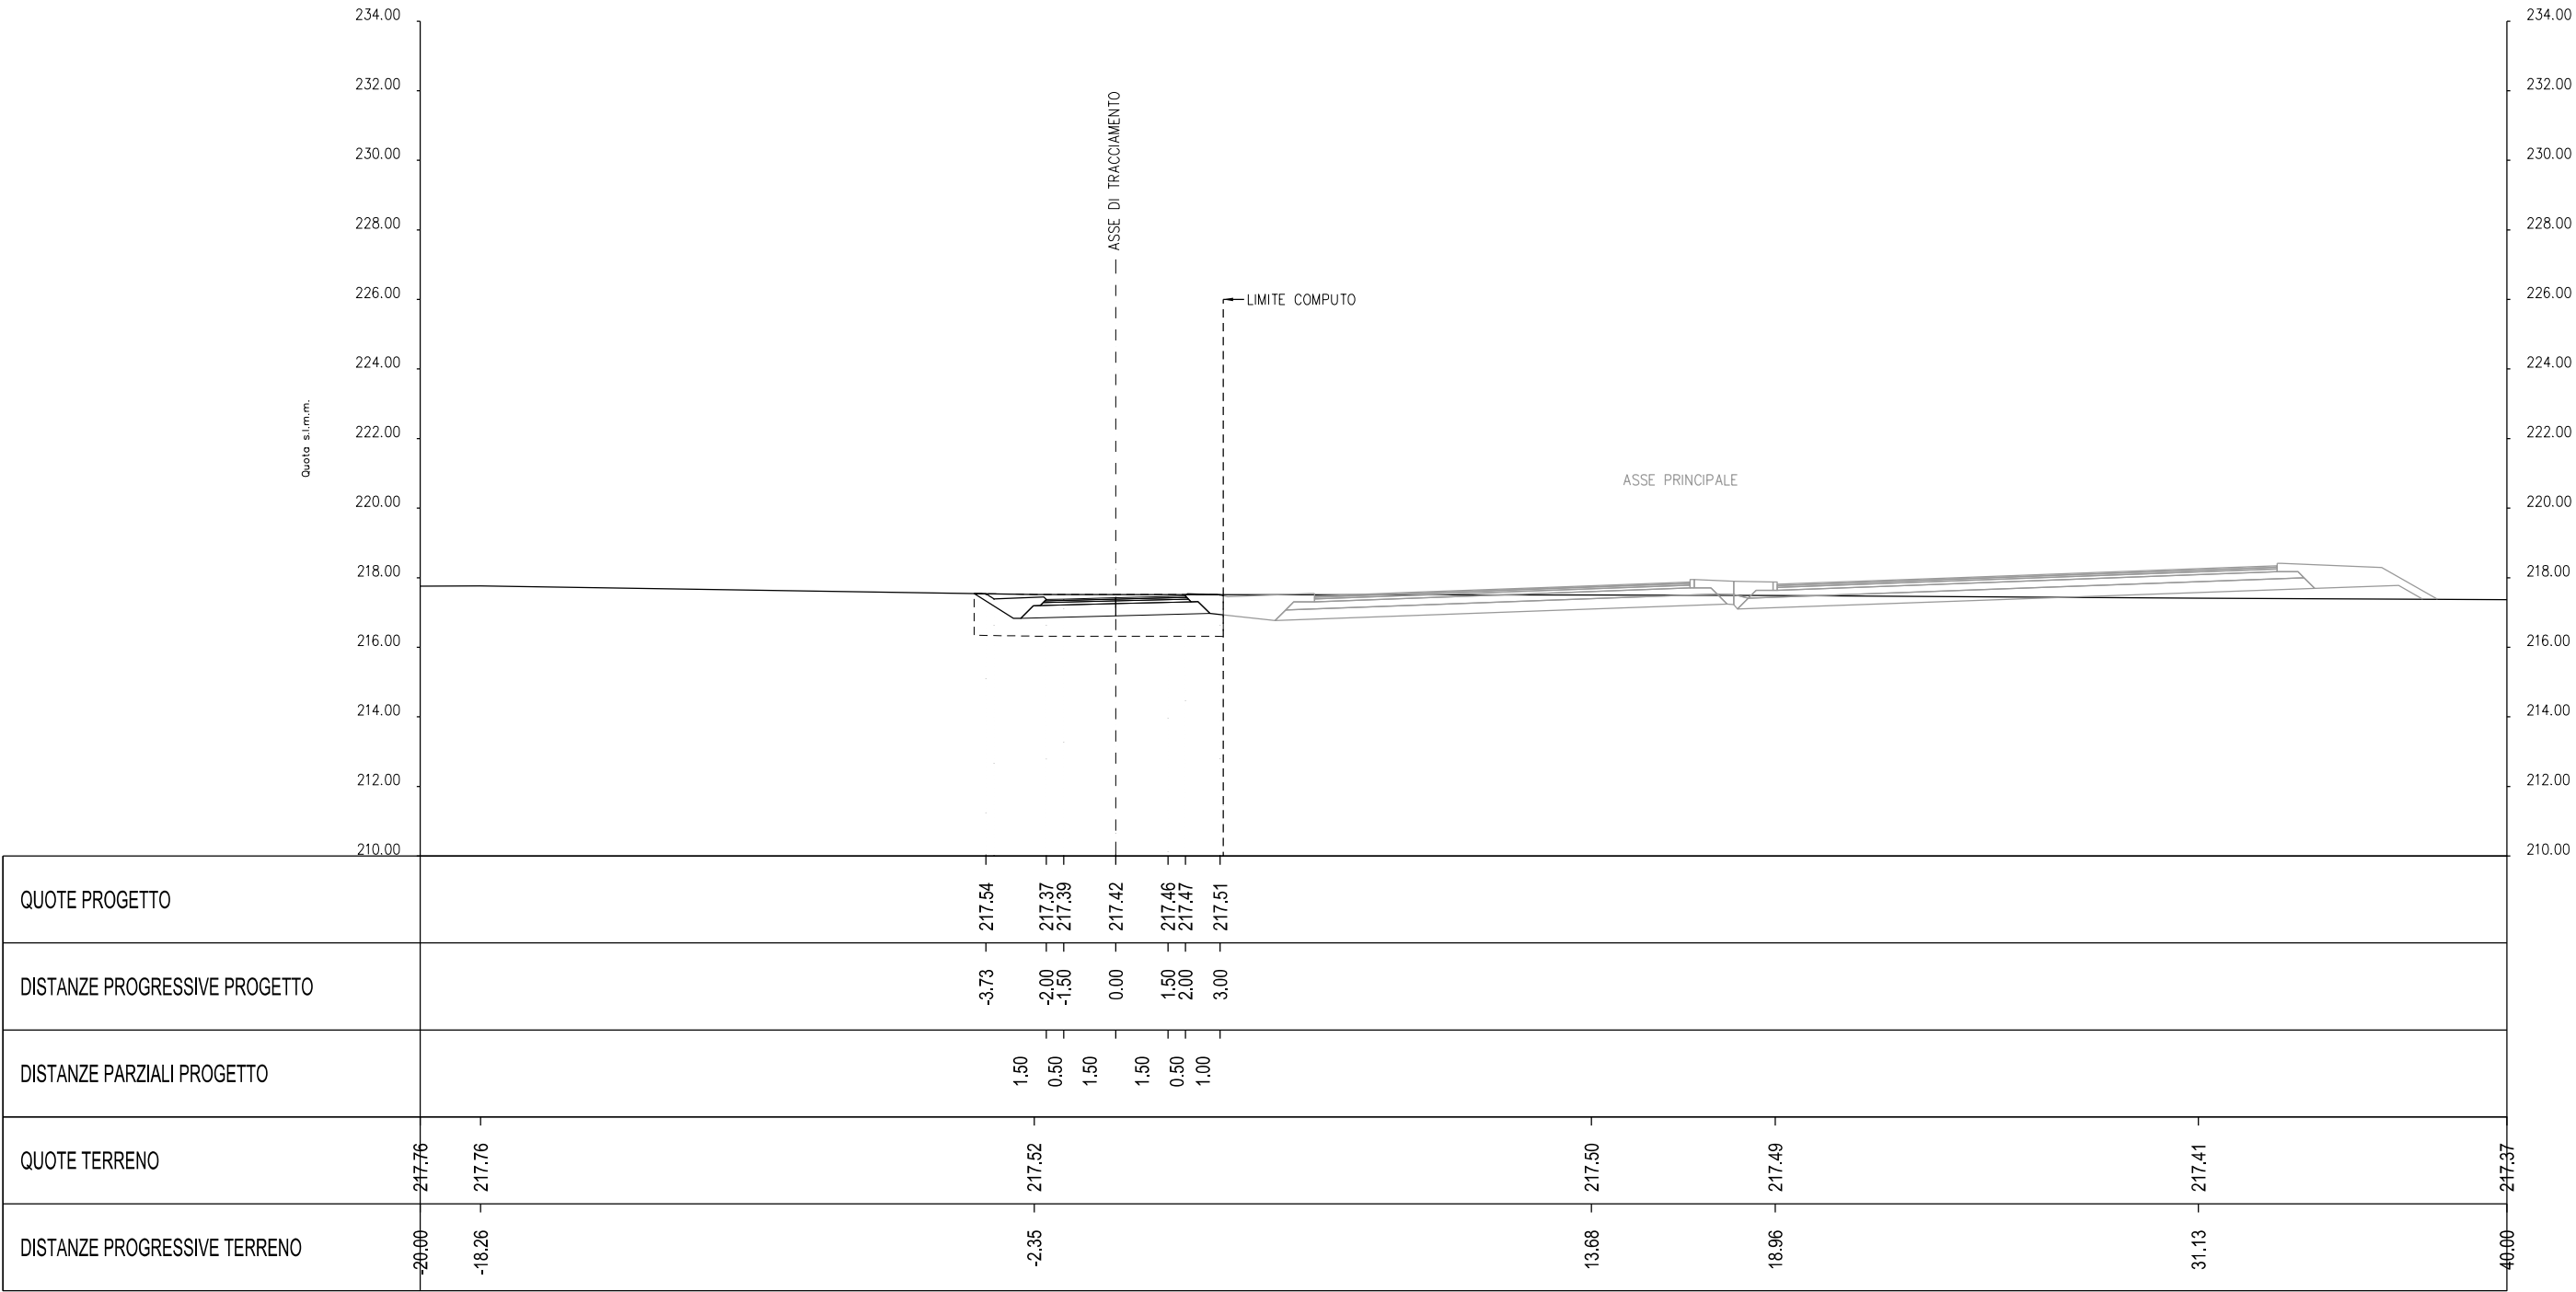 234.00 234.00
232.00 232.00
230.00 230.00
228.00 228.00
226.00 226.00
224.00 224.00
222.00 222.00
220.00 220.00
218.00 218.00
216.00 216.00
214.00 214.00
212.00 212.00
210.00 210.00
Quota s.l.m.m.
ASSE DI TRACCIAMENTO
LIMITE COMPUTO
ASSE PRINCIPALE
QUOTE PROGETTO 217.54 217.37 217.39 217.42 217.46 217.47 217.51
DISTANZE PROGRESSIVE PROGETTO -3.73 -2.00 -1.50 0.00 1.50 2.00 3.00
DISTANZE PARZIALI PROGETTO 1.50 0.50 1.50 1.50 0.50 1.00
QUOTE TERRENO 217.76 217.76 217.52 217.50 217.49 217.41 217.37
DISTANZE PROGRESSIVE TERRENO -20.00 -18.26 -2.35 13.68 18.96 31.13 40.00